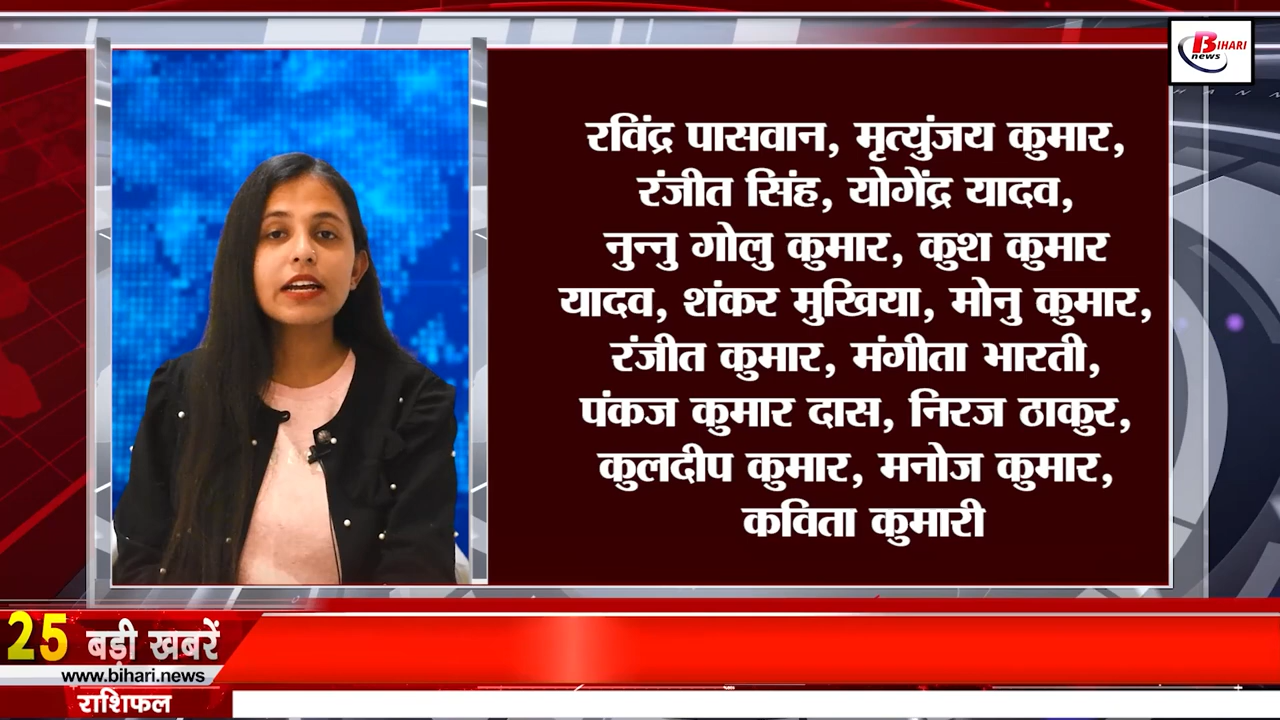 BIHARI
news
रविंद्र पासवान, मृत्युंजय कुमार,
रंजीत सिंह, योगेंद्र यादव,
नुन्नु गोलु कुमार, कुश कुमार
यादव, शंकर मुखिया, मोनु कुमार,
रंजीत कुमार, मंगीता भारती,
पंकज कुमार दास, निरज ठाकुर,
कुलदीप कुमार, मनोज कुमार,
कविता कुमारी
25 बड़ी खबरें
www.bihari.news
राशिफल